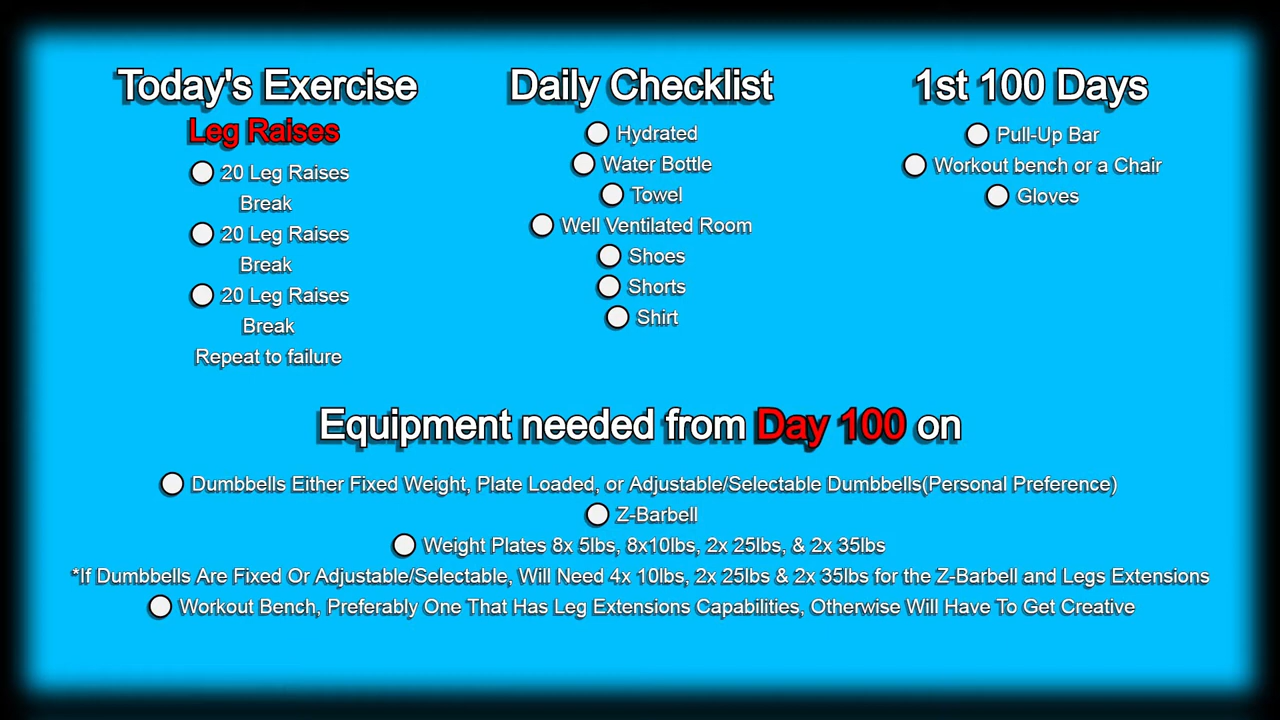 Today's Exercise
Leg Raises
20 Leg Raises
Break
20 Leg Raises
Break
20 Leg Raises
Break
Repeat to failure
Daily Checklist
Hydrated
Water Bottle
Towel
Well Ventilated Room
Shoes
Shorts
Shirt
1st 100 Days
Pull-Up Bar
Workout bench or a Chair
Gloves
Equipment needed from Day 100 on
Dumbbells Either Fixed Weight, Plate Loaded, or Adjustable/Selectable Dumbbells(Personal Preference)
Z-Barbell
Weight Plates 8x 5lbs, 8x10lbs, 2x 25lbs, & 2x 35lbs
*If Dumbbells Are Fixed Or Adjustable/Selectable, Will Need 4x 10lbs, 2x 25lbs & 2x 35lbs for the Z-Barbell and Legs Extensions
Workout Bench, Preferably One That Has Leg Extensions Capabilities, Otherwise Will Have To Get Creative